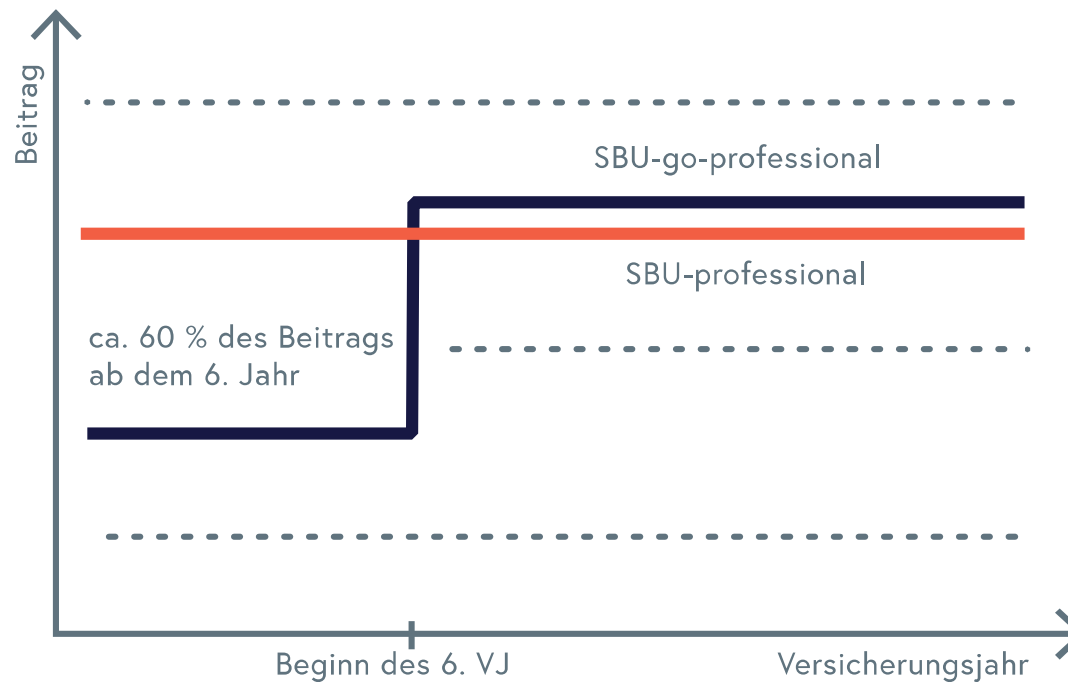 Beitrag
SBU-go-professional
SBU-professional
ca. 60 % des Beitrags
ab dem 6. Jahr
Beginn des 6. VJ
Versicherungsjahr